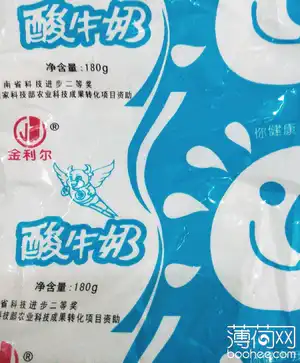 酸牛奶
净含量:180g
南省科技进步二等奖
家科技部农业科技成果转化项目资助
金利尔®
你健康
酸牛奶
净含量:180g
省科技进步二等奖
科技部农业科技成果转化项目资助
薄荷网
boohee.com